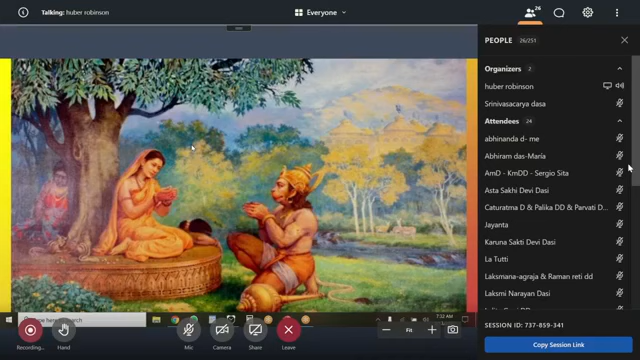 Talking: huber robinson
Everyone
26
PEOPLE 26/251
Organizers 2
huber robinson
Srinivasacarya dasa
Attendees 24
abhinanda d- me
Abhiram das-María
AmD - KmDD - Sergio Sita
Asta Sakhi Devi Dasi
Caturatma D & Palika DD & Parvati D...
Jayanta
Karuna Sakti Devi Dasi
La Tutti
Laksmana-agraja & Raman reti dd
Laksmi Narayan Dasi
7:32 AM
Recording...
Hand
Mic
Camera
Share
Leave
Fit
SESSION ID: 737-859-341
Copy Session Link